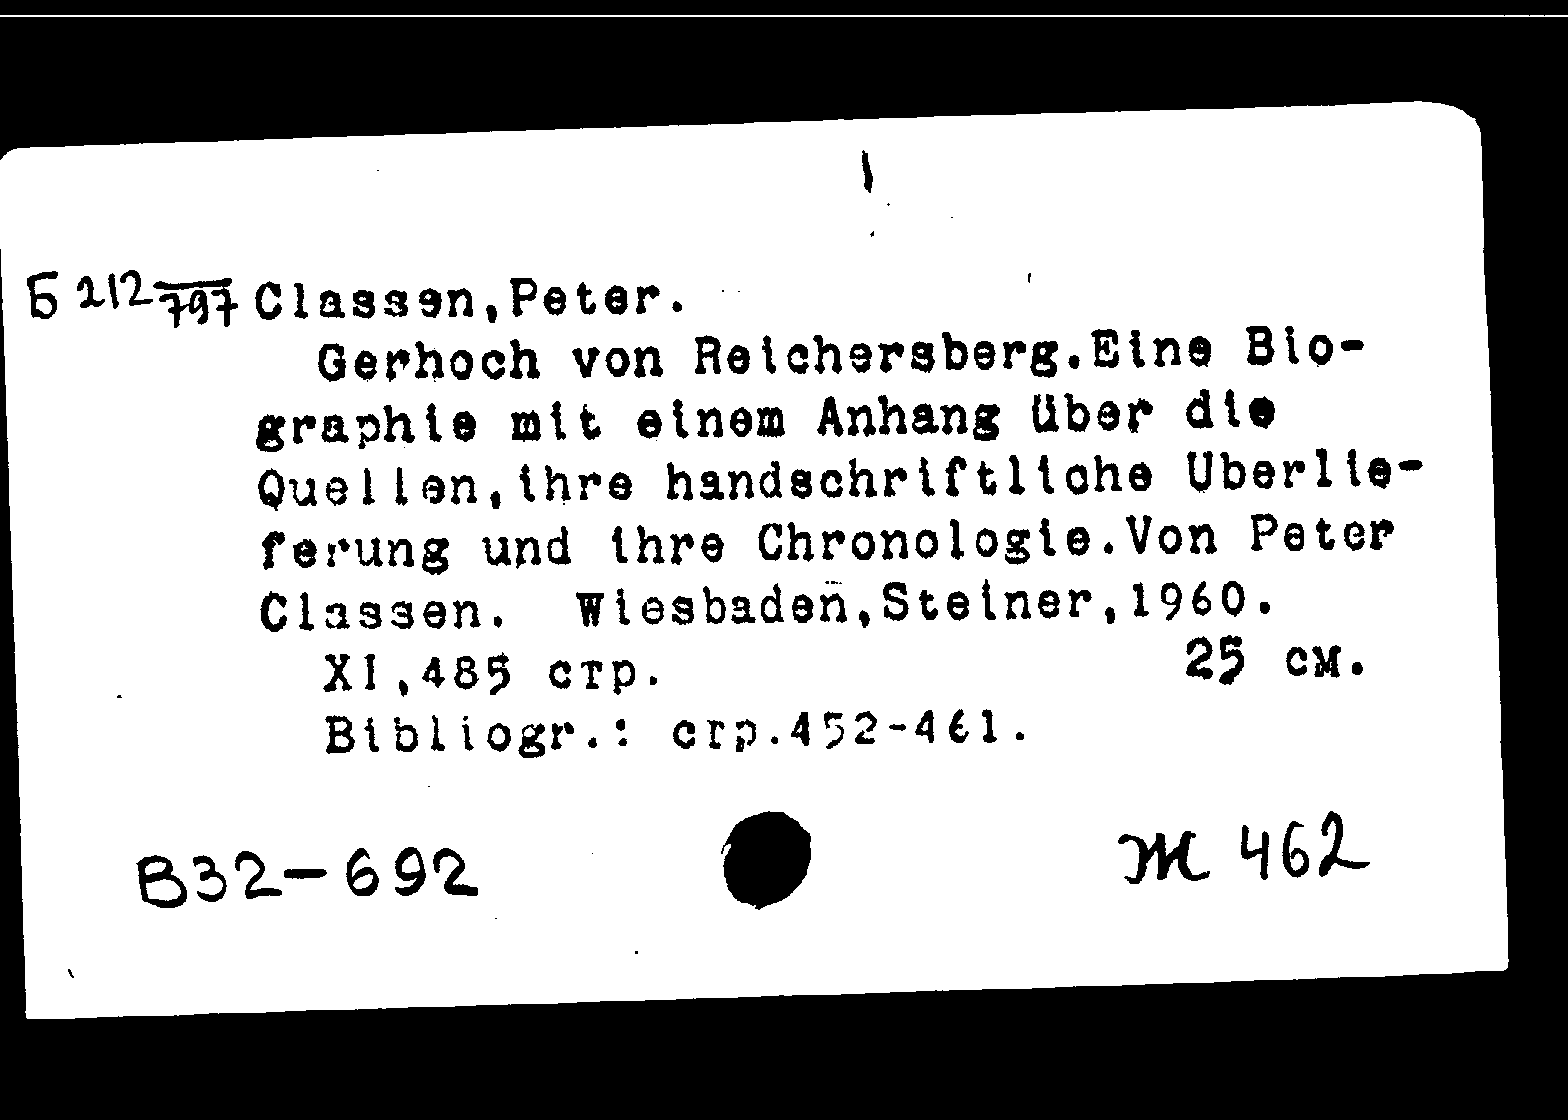 Б 212/797 Classen,Peter.
Gerhoch von Reichersberg.Eine Bio-
graphie mit einem Anhang über die
Quellen,ihre handschriftliche Uberlie-
ferung und ihre Chronologie.Von Peter
Classen. Wiesbaden,Steiner,1960.
XI,485 стр. 25 см.
Bibliogr.: стр.452-461.
B32-692 Ж 462